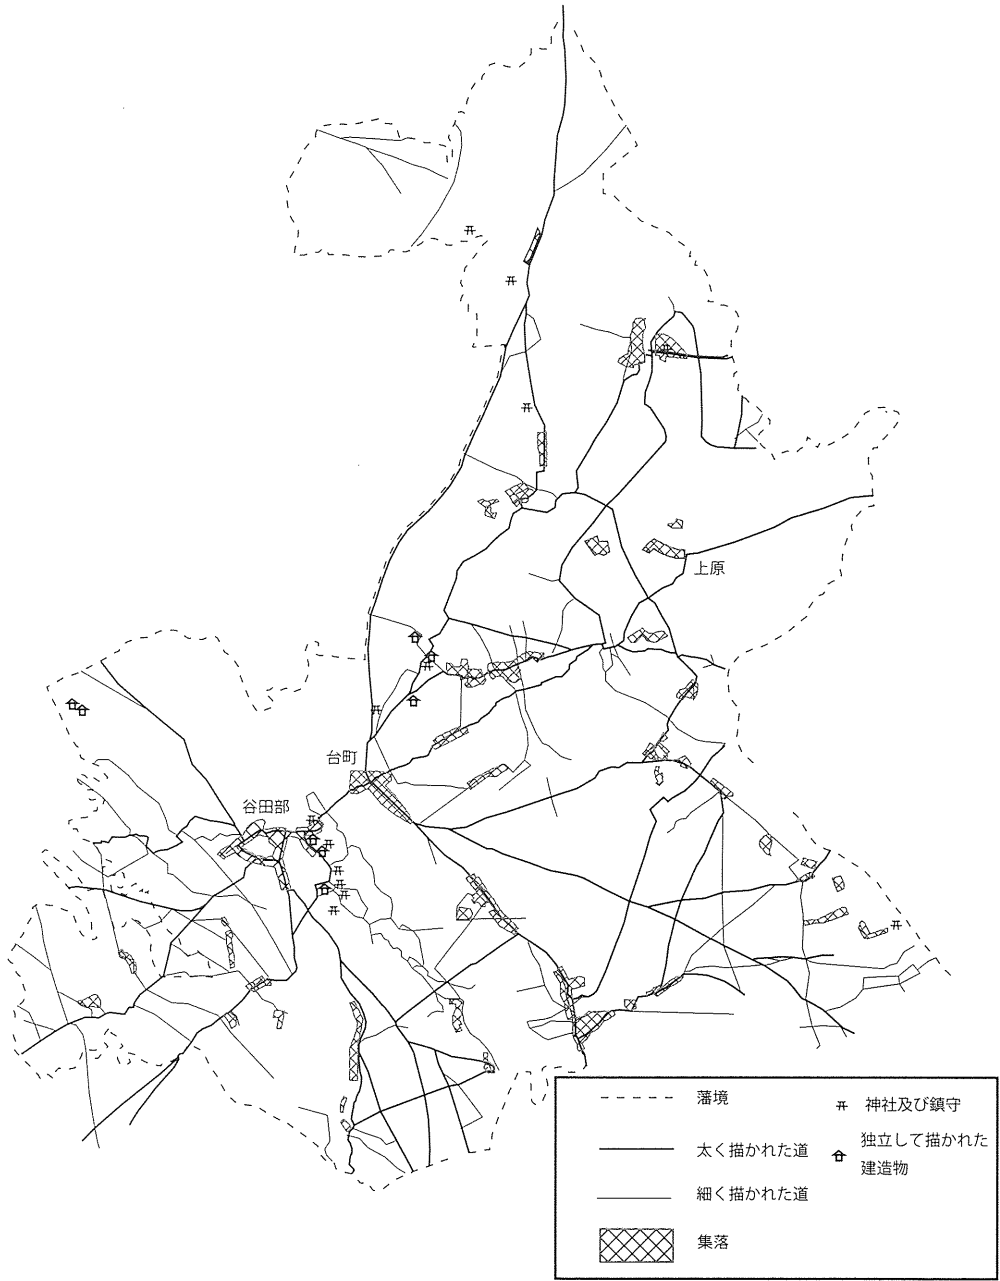 上原
台町
谷田部
藩境
太く描かれた道
細く描かれた道
集落
神社及び鎮守
独立して描かれた
建造物